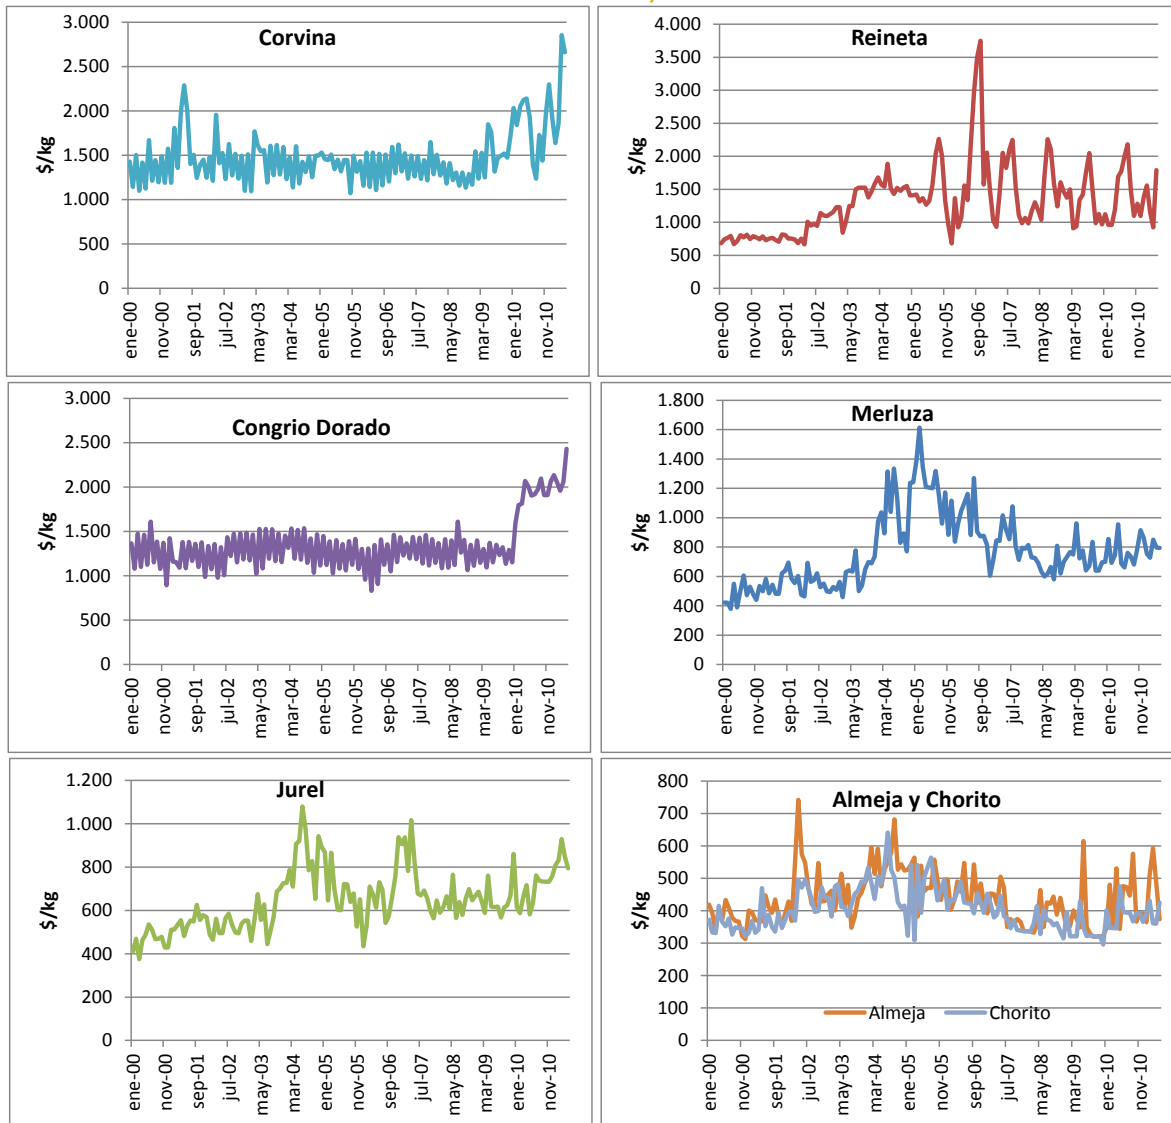 Corvina
$/kg
3.000
2.500
2.000
1.500
1.000
500
0
ene-00
nov-00
sep-01
jul-02
may-03
mar-04
ene-05
nov-05
sep-06
jul-07
may-08
mar-09
ene-10
nov-10
Reineta
$/kg
4.000
3.500
3.000
2.500
2.000
1.500
1.000
500
0
ene-00
nov-00
sep-01
jul-02
may-03
mar-04
ene-05
nov-05
sep-06
jul-07
may-08
mar-09
ene-10
nov-10
Congrio Dorado
$/kg
3.000
2.500
2.000
1.500
1.000
500
0
ene-00
nov-00
sep-01
jul-02
may-03
mar-04
ene-05
nov-05
sep-06
jul-07
may-08
mar-09
ene-10
nov-10
Merluza
$/kg
1.800
1.600
1.400
1.200
1.000
800
600
400
200
0
ene-00
nov-00
sep-01
jul-02
may-03
mar-04
ene-05
nov-05
sep-06
jul-07
may-08
mar-09
ene-10
nov-10
Jurel
$/kg
1.200
1.000
800
600
400
200
0
ene-00
nov-00
sep-01
jul-02
may-03
mar-04
ene-05
nov-05
sep-06
jul-07
may-08
mar-09
ene-10
nov-10
Almeja y Chorito
$/kg
800
700
600
500
400
300
200
100
0
Almeja
Chorito
ene-00
nov-00
sep-01
jul-02
may-03
mar-04
ene-05
nov-05
sep-06
jul-07
may-08
mar-09
ene-10
nov-10